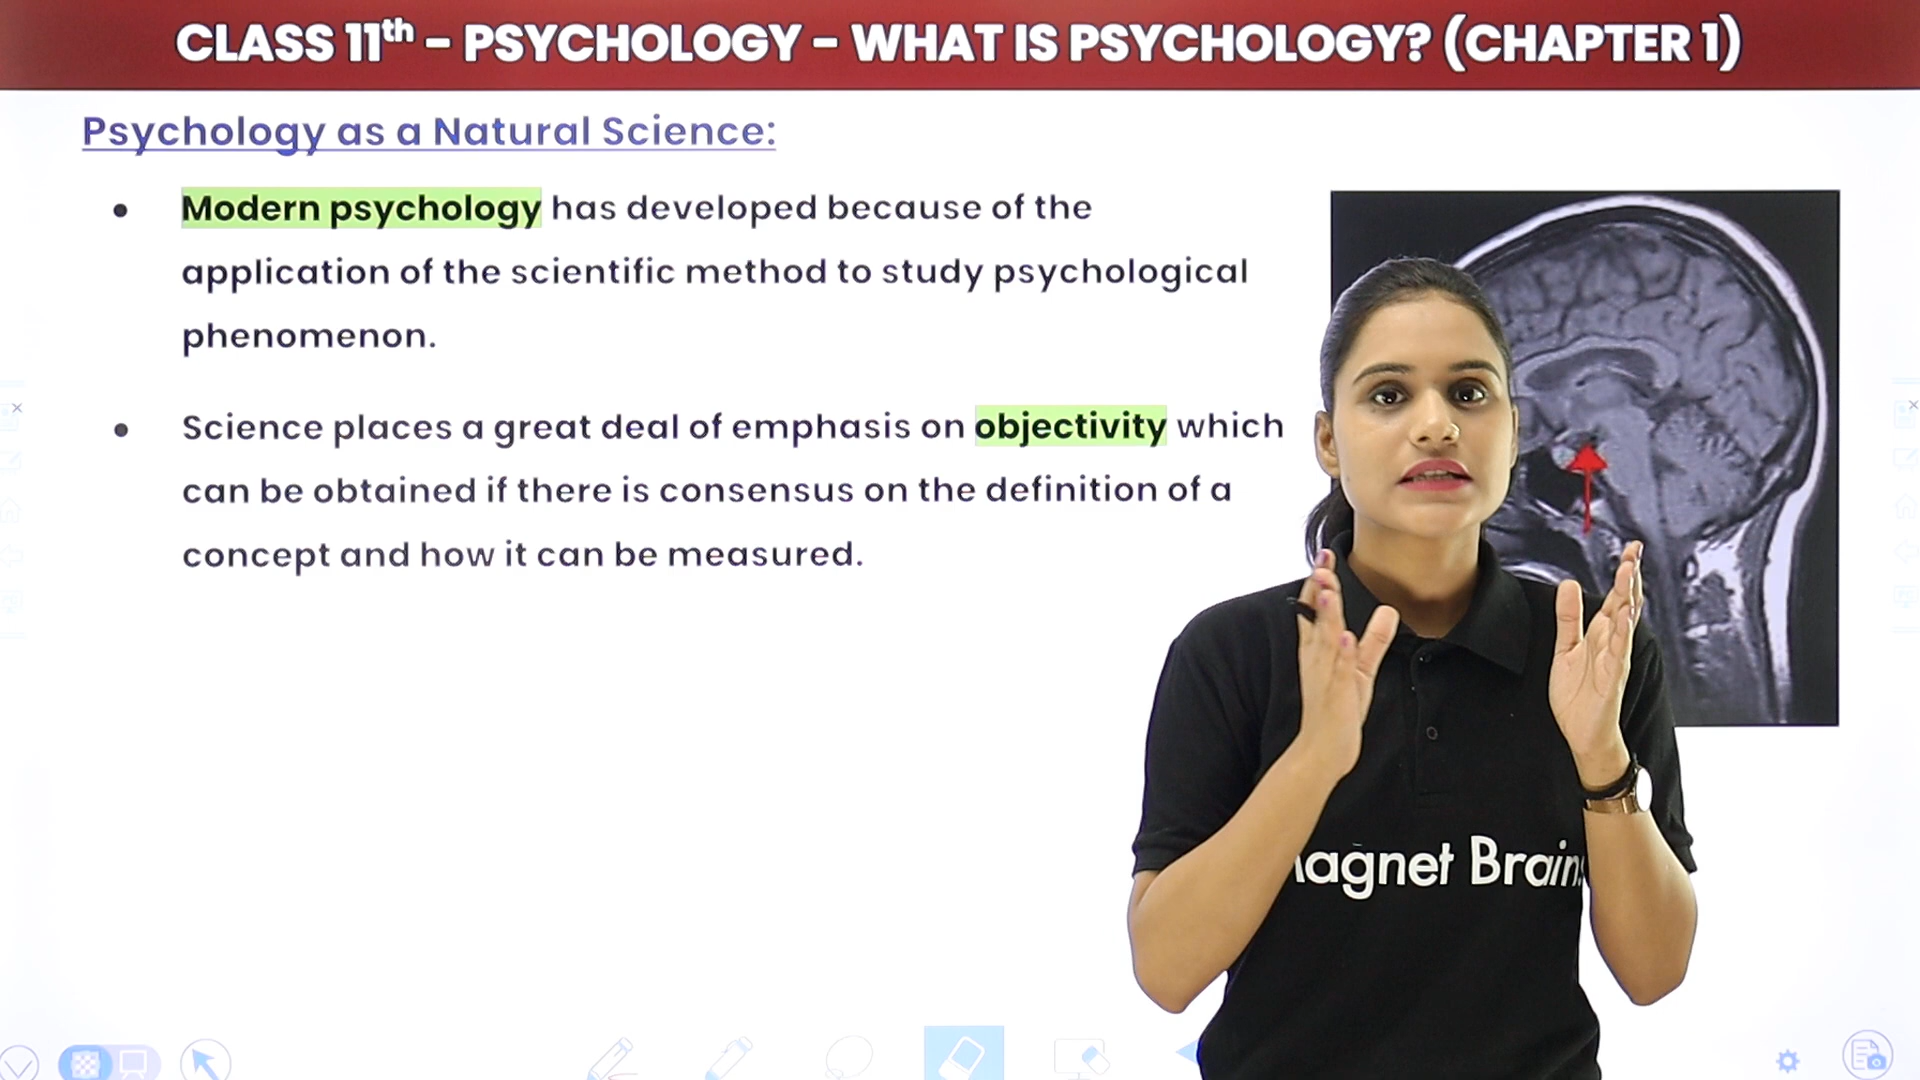 CLASS 11th - PSYCHOLOGY - WHAT IS PSYCHOLOGY? (CHAPTER 1)
Psychology as a Natural Science:
• Modern psychology has developed because of the
application of the scientific method to study psychological
phenomenon.
• Science places a great deal of emphasis on objectivity which
can be obtained if there is consensus on the definition of a
concept and how it can be measured.
agnet Brain